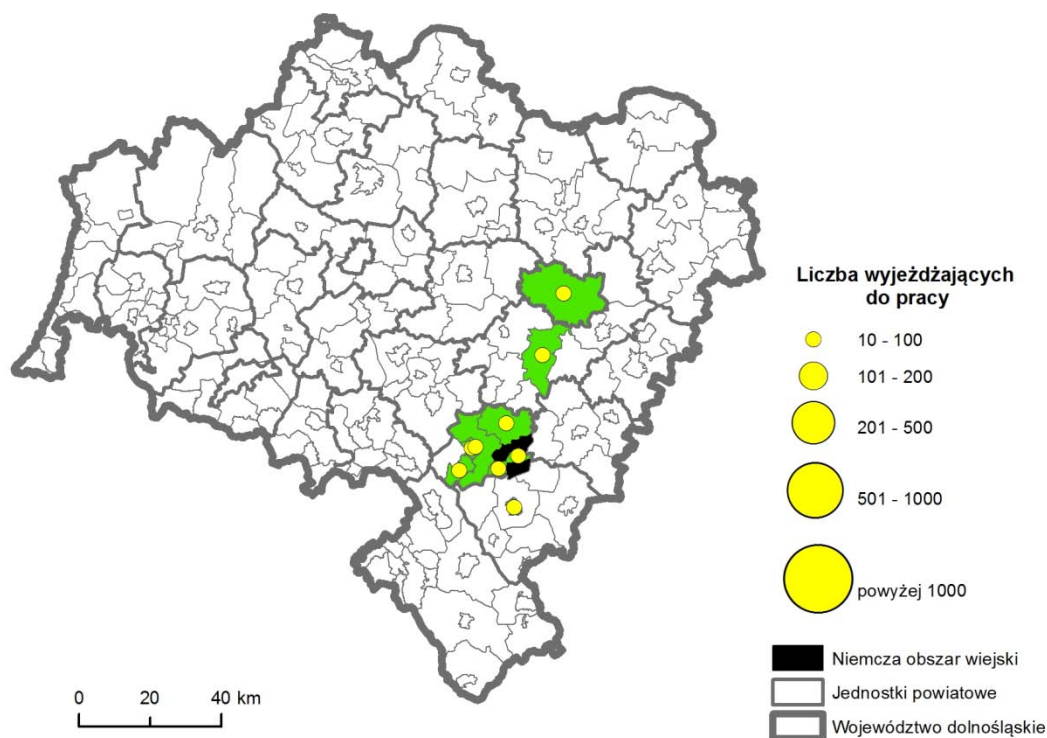 Liczba wyjeżdżających
do pracy
10 - 100
101 - 200
201 - 500
501 - 1000
powyżej 1000
Niemcza obszar wiejski
Jednostki powiatowe
Województwo dolnośląskie
0 20 40 km